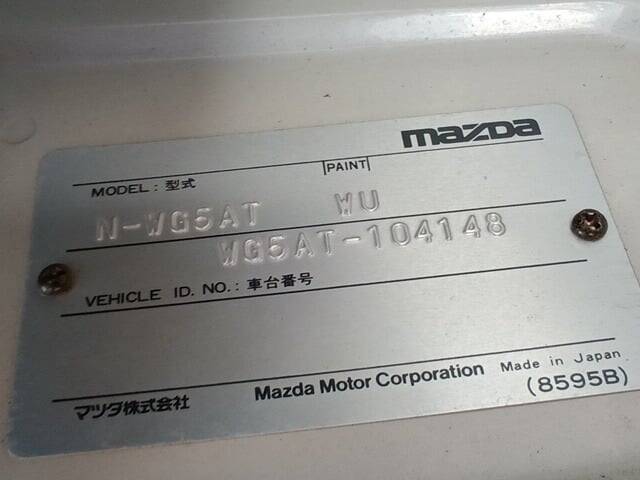 mazda
MODEL: 型式 PAINT
N-WG5AT WU
WG5AT-104148
VEHICLE ID. NO.: 車台番号
マツダ株式会社 Mazda Motor Corporation Made in Japan
(8595B)